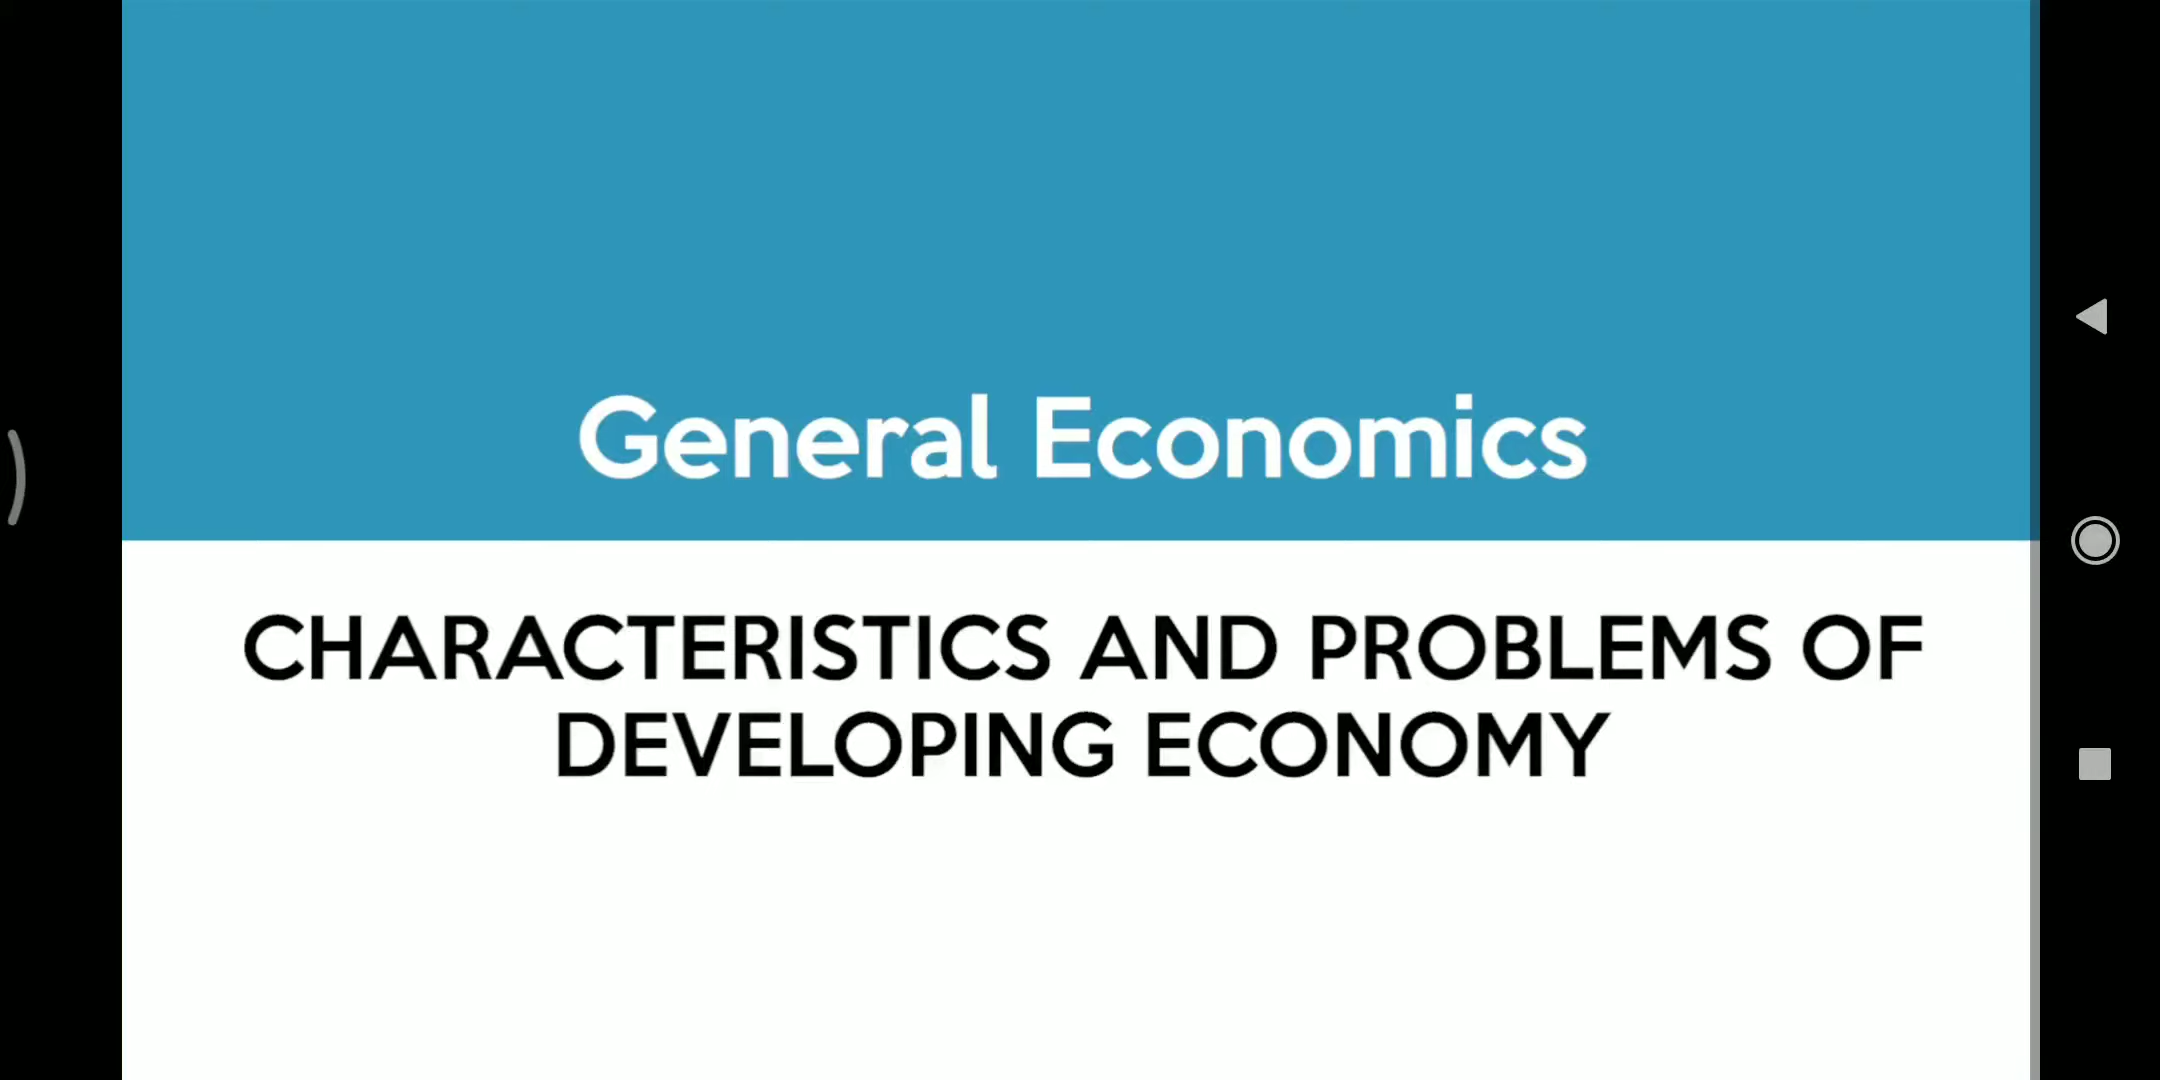 General Economics
CHARACTERISTICS AND PROBLEMS OF
DEVELOPING ECONOMY